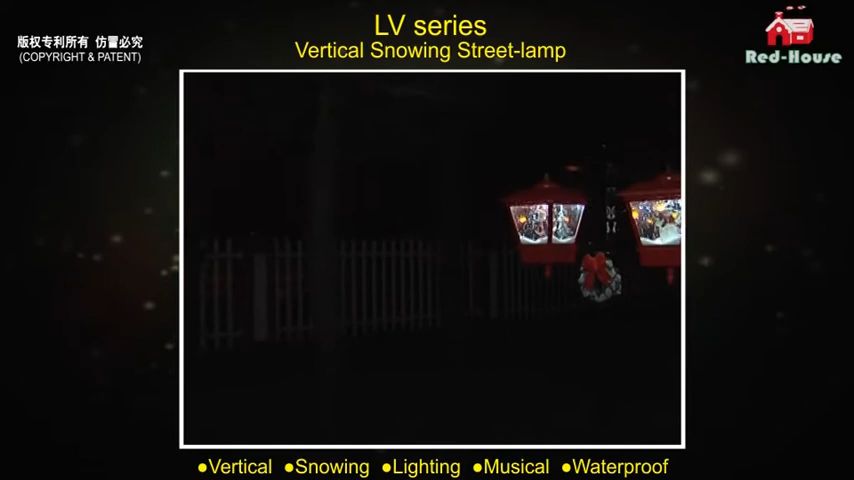 LV series
Vertical Snowing Street-lamp
版权专利所有 仿冒必究
(COPYRIGHT & PATENT)
Red-House
●Vertical ●Snowing ●Lighting ●Musical ●Waterproof